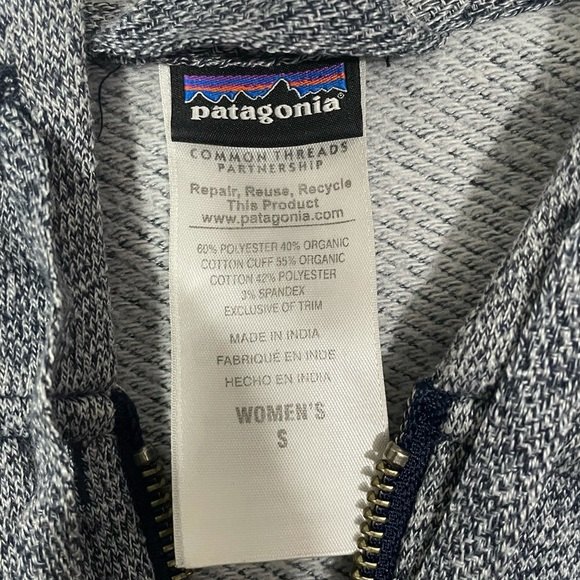 patagonia®
COMMON THREADS
PARTNERSHIP
Repair, Reuse, Recycle
This Product
www.patagonia.com
60% POLYESTER 40% ORGANIC
COTTON CUFF 55% ORGANIC
COTTON 42% POLYESTER
3% SPANDEX
EXCLUSIVE OF TRIM
MADE IN INDIA
FABRIQUÉ EN INDE
HECHO EN INDIA
WOMEN'S
S